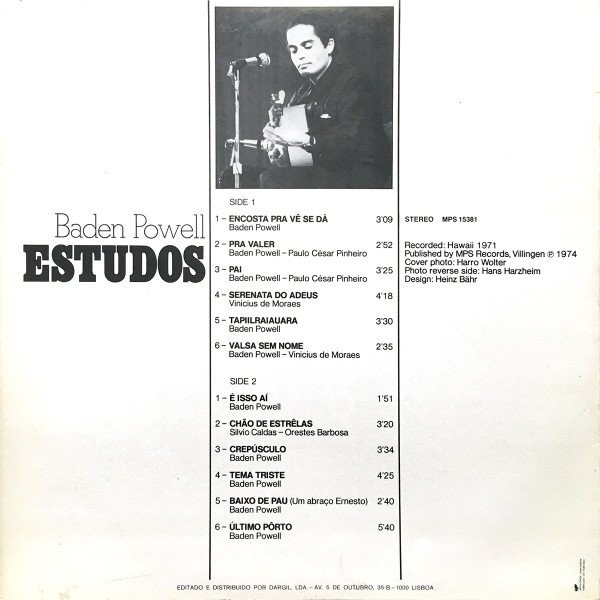 Baden Powell
ESTUDOS
SIDE 1
1 – ENCOSTA PRA VÊ SE DÁ 3'09
Baden Powell
2 – PRA VALER 2'52
Baden Powell – Paulo César Pinheiro
3 – PAI 3'25
Baden Powell – Paulo César Pinheiro
4 – SERENATA DO ADEUS 4'18
Vinicius de Moraes
5 – TAPIILRAIAUARA 3'30
Baden Powell
6 – VALSA SEM NOME 2'35
Baden Powell – Vinicius de Moraes
SIDE 2
1 – É ISSO AÍ 1'51
Baden Powell
2 – CHÃO DE ESTRÊLAS 3'20
Silvio Caldas – Orestes Barbosa
3 – CREPÚSCULO 3'34
Baden Powell
4 – TEMA TRISTE 4'25
Baden Powell
5 – BAIXO DE PAU (Um abraço Ernesto) 2'40
Baden Powell
6 – ÚLTIMO PÔRTO 5'40
Baden Powell
STEREO MPS 15381
Recorded: Hawaii 1971
Published by MPS Records, Villingen ℗ 1974
Cover photo: Harro Wolter
Photo reverse side: Hans Harzheim
Design: Heinz Bähr
EDITADO E DISTRIBUIDO POR DARGIL, LDA. – AV. 5 DE OUTUBRO, 35-B – 1000 LISBOA